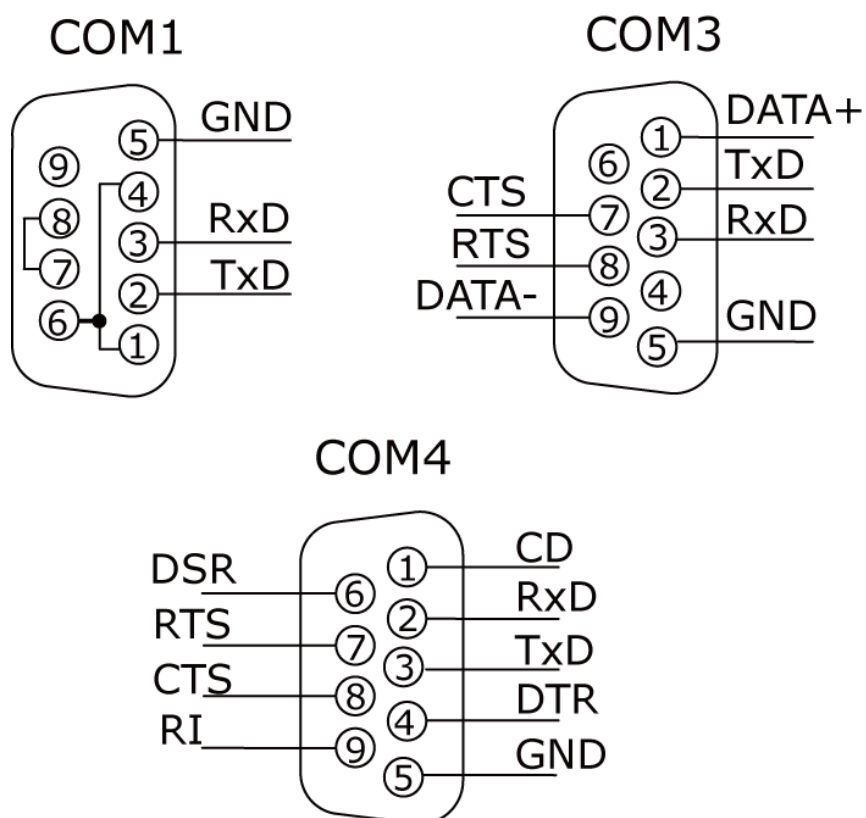 COM1
GND
5
9
4
8
RxD
3
7
TxD
2
6
1
COM3
DATA+
1
6
TxD
2
CTS
7
RxD
3
RTS
8
4
DATA-
9
GND
5
COM4
CD
1
DSR
6
RxD
2
RTS
7
TxD
3
CTS
8
DTR
4
RI
9
GND
5